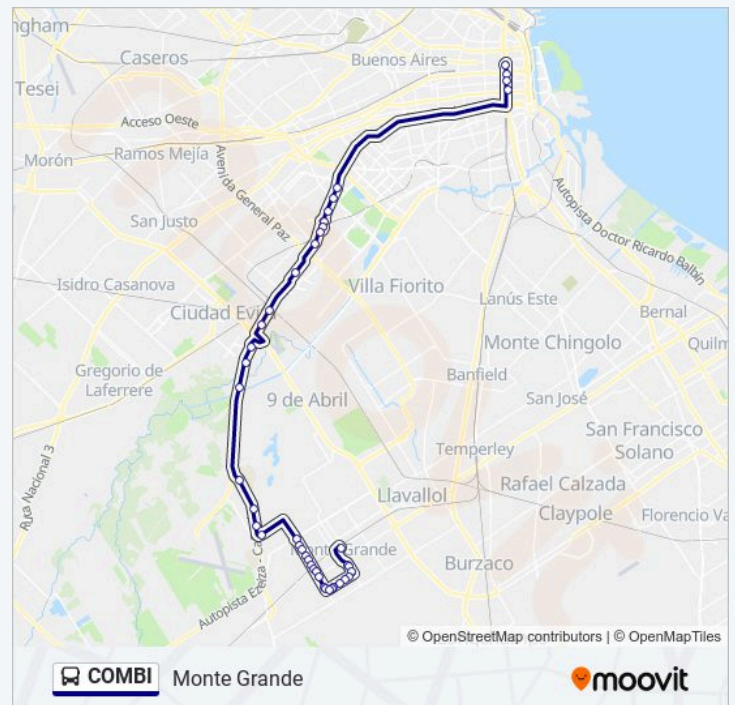 ngham
Caseros
Buenos Aires
Tesei
Acceso Oeste
Morón
Ramos Mejía
Avenida General Paz
Autopista Doctor Ricardo Balbín
San Justo
Isidro Casanova
Villa Fiorito
Lanús Este
Ciudad Evi
Bernal
Monte Chingolo
Quilm
Gregorio de
Laferrere
Banfield
9 de Abril
San José
San Francisco
Solano
Ruta Nacional 3
Temperley
Rafael Calzada
Llavallol
Claypole
Florencio Va
Monte Grande
Autopista Ezeiza - Ca
Burzaco
© OpenStreetMap contributors | © OpenMapTiles
COMBI
Monte Grande
moovit